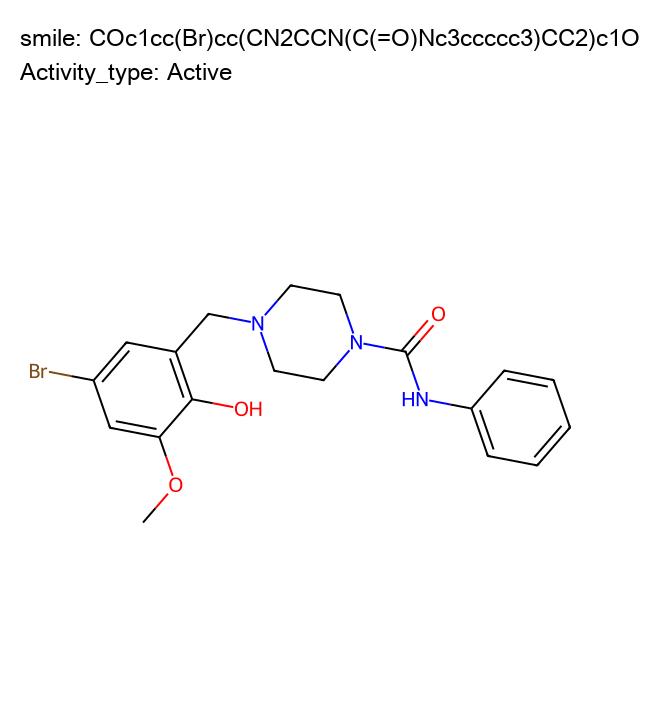 smile: COc1cc(Br)cc(CN2CCN(C(=O)Nc3ccccc3)CC2)c1O
Activity_type: Active
O
N
N
Br
HN
OH
O